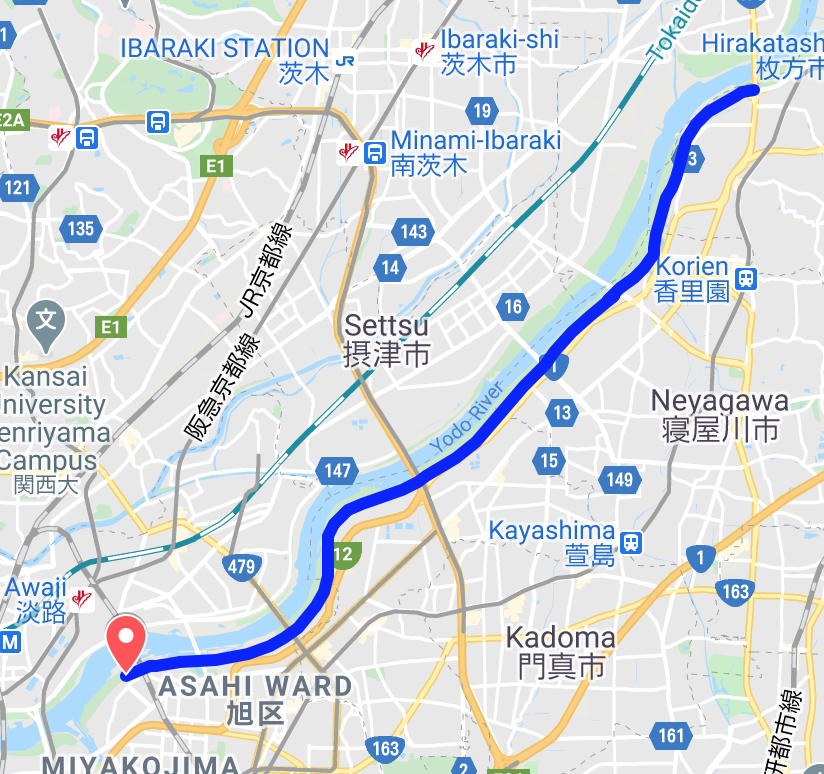 IBARAKI STATION
茨木
JR
Ibaraki-shi
茨木市
Tokaido
Hirakatash
枚方市
1
19
E2A
Minami-Ibaraki
南茨木
E1
3
121
135
143
JR京都線
14
Korien
香里園
文
16
E1
Settsu
摂津市
阪急京都線
1
Kansai
University
enriyama
Campus
関西大
Yodo River
Neyagawa
寝屋川市
13
15
147
149
Kayashima
萱島
12
479
1
163
Awaji
淡路
M
Kadoma
門真市
ASAHI WARD
旭区
研都市線
161
163
MIYAKOJIMA
2